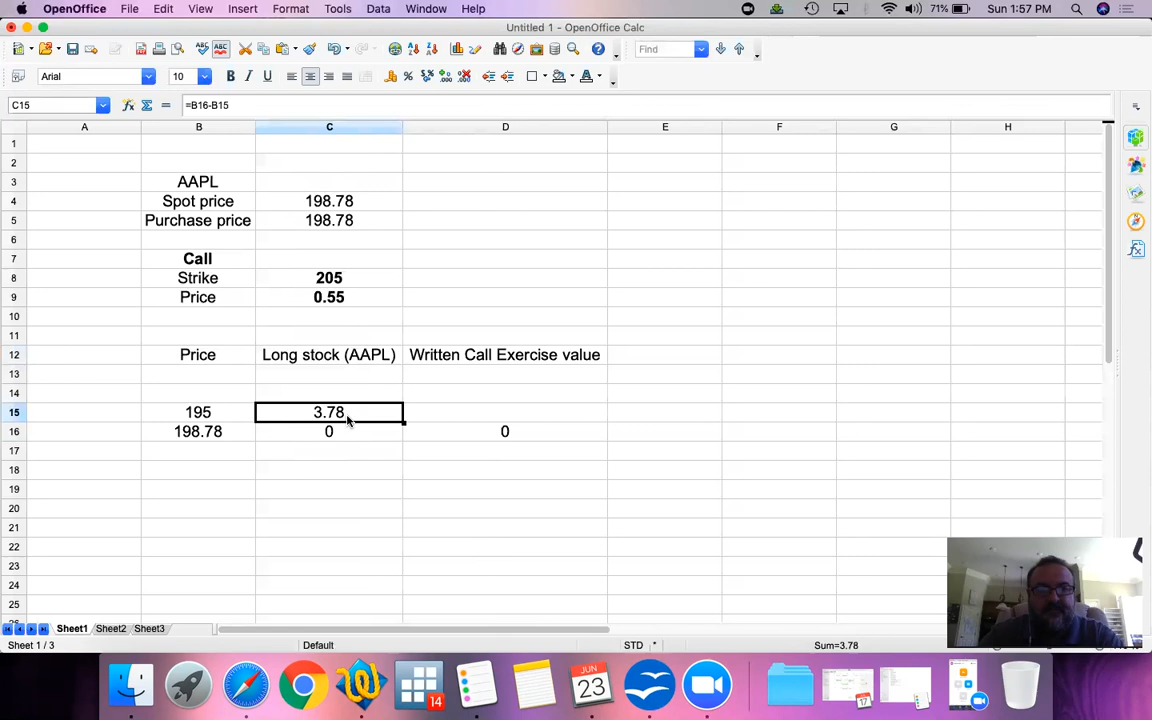 OpenOffice File Edit View Insert Format Tools Data Window Help 71% Sun 1:57 PM
Untitled 1 - OpenOffice Calc
Find
Arial 10 B I U
C15 =B16-B15
A B C D E F G H
1
2
3 AAPL
4 Spot price 198.78
5 Purchase price 198.78
6
7 Call
8 Strike 205
9 Price 0.55
10
11
12 Price Long stock (AAPL) Written Call Exercise value
13
14
15 195 3.78
16 198.78 0 0
17
18
19
20
21
22
23
24
25
Sheet1 Sheet2 Sheet3
Sheet 1 / 3 Default STD * Sum=3.78
14 JUN 23 17